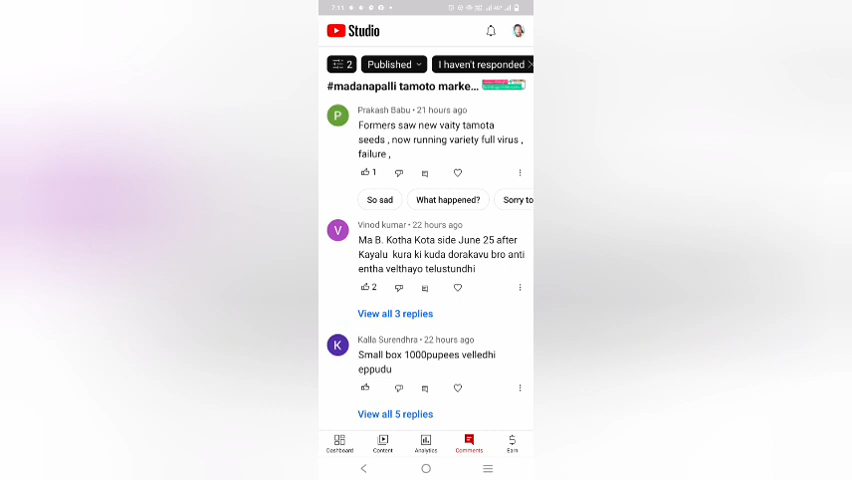 7:11
Studio
2 Published I haven't responded
#madanapalli tamoto marke...
P Prakash Babu • 21 hours ago
Formers saw new vaity tamota
seeds , now running variety full virus ,
failure ,
1
So sad What happened? Sorry to
V Vinod kumar • 22 hours ago
Ma B. Kotha Kota side June 25 after
Kayalu kura ki kuda dorakavu bro anti
entha velthayo telustundhi
2
View all 3 replies
K Kalla Surendhra • 22 hours ago
Small box 1000pupees velledhi
eppudu
View all 5 replies
Dashboard Content Analytics Comments Earn